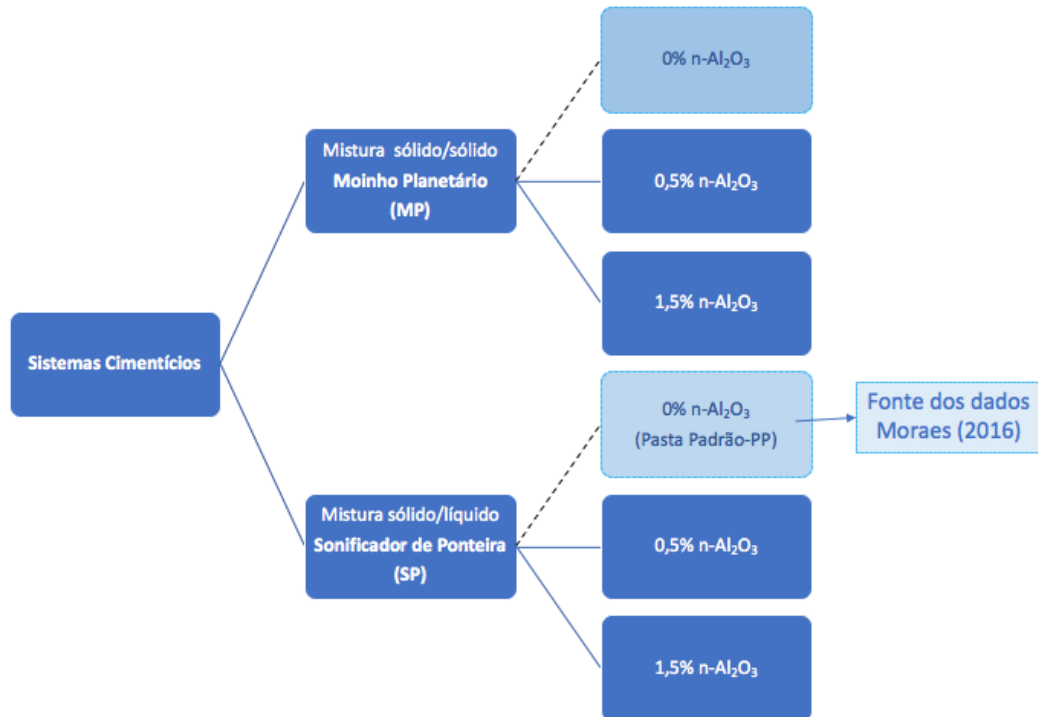 0% n-Al₂O₃
Mistura sólido/sólido
Moinho Planetário
(MP)
0,5% n-Al₂O₃
1,5% n-Al₂O₃
Sistemas Cimentícios
0% n-Al₂O₃
(Pasta Padrão-PP)
Fonte dos dados
Moraes (2016)
Mistura sólido/líquido
Sonificador de Ponteira
(SP)
0,5% n-Al₂O₃
1,5% n-Al₂O₃